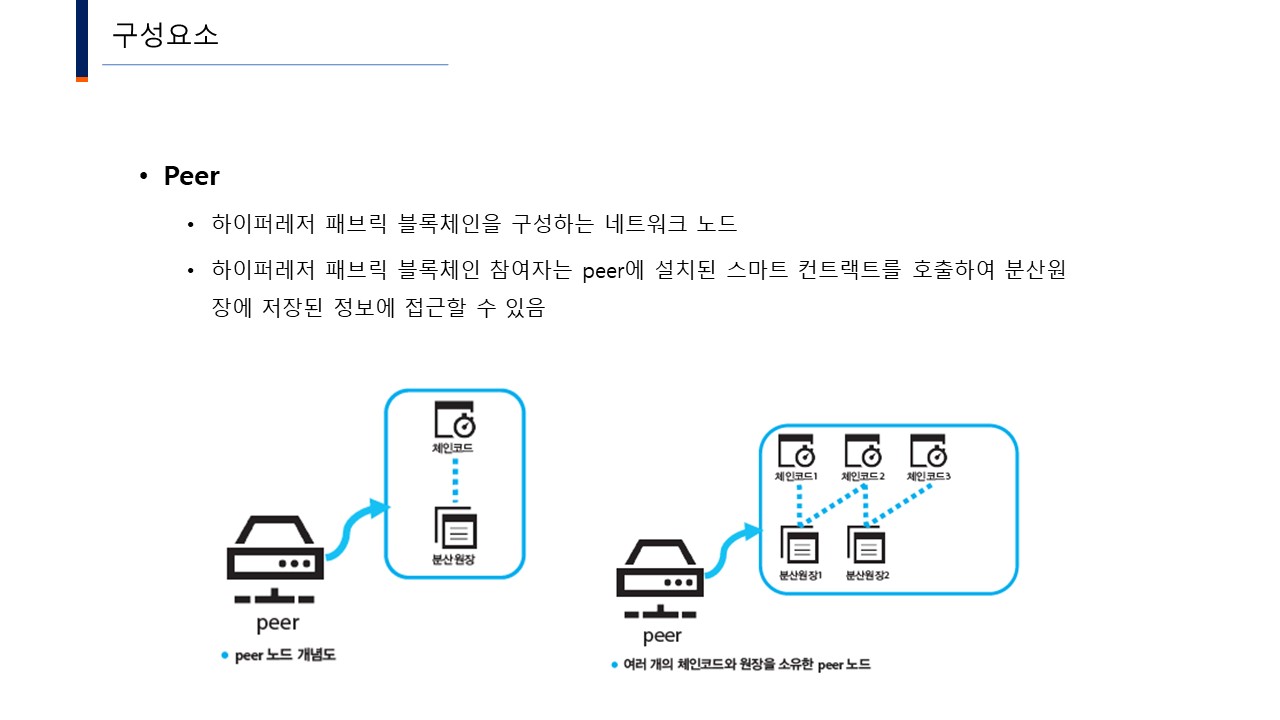 구성요소
• Peer
• 하이퍼레저 패브릭 블록체인을 구성하는 네트워크 노드
• 하이퍼레저 패브릭 블록체인 참여자는 peer에 설치된 스마트 컨트랙트를 호출하여 분산원
장에 저장된 정보에 접근할 수 있음
체인코드
분산 원장
peer
• peer 노드 개념도
체인코드1 체인코드2 체인코드3
분산원장1 분산원장2
peer
• 여러 개의 체인코드와 원장을 소유한 peer 노드